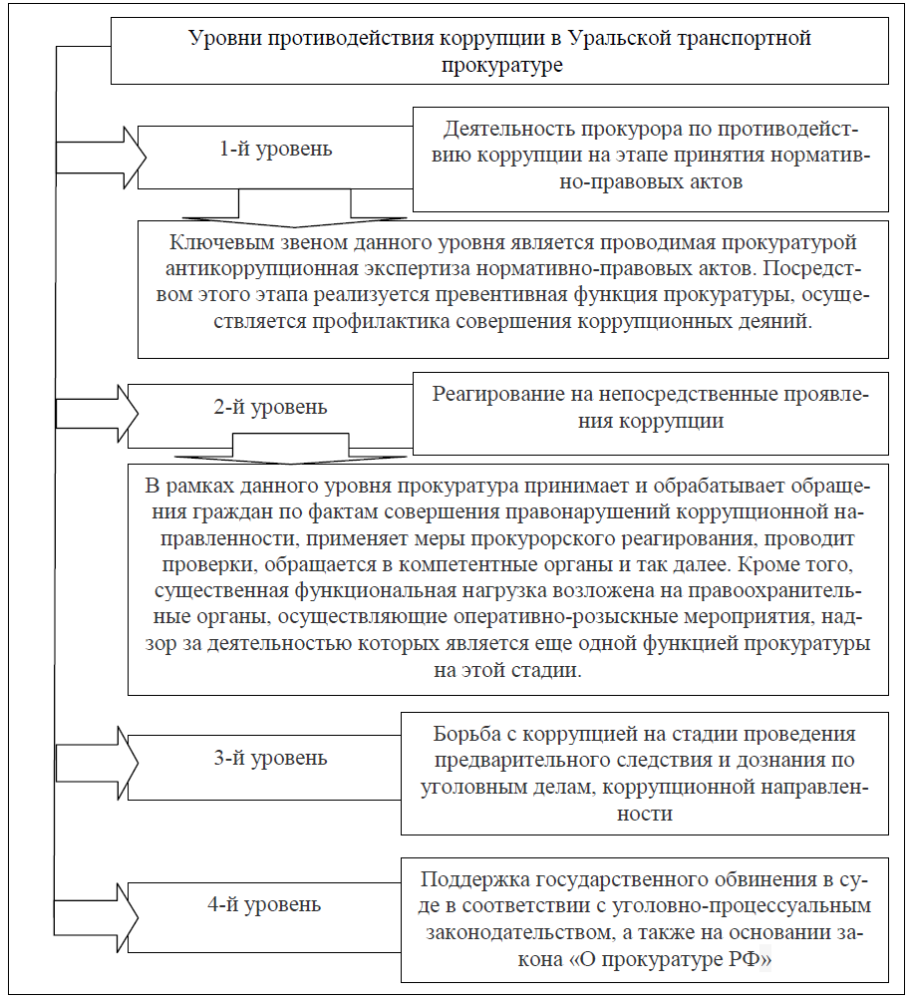 Уровни противодействия коррупции в Уральской транспортной
прокуратуре
1-й уровень
Деятельность прокурора по противодейст-
вию коррупции на этапе принятия норматив-
но-правовых актов
Ключевым звеном данного уровня является проводимая прокуратурой
антикоррупционная экспертиза нормативно-правовых актов. Посредст-
вом этого этапа реализуется превентивная функция прокуратуры, осуще-
ствляется профилактика совершения коррупционных деяний.
2-й уровень
Реагирование на непосредственные проявле-
ния коррупции
В рамках данного уровня прокуратура принимает и обрабатывает обраще-
ния граждан по фактам совершения правонарушений коррупционной на-
правленности, применяет меры прокурорского реагирования, проводит
проверки, обращается в компетентные органы и так далее. Кроме того,
существенная функциональная нагрузка возложена на правоохранитель-
ные органы, осуществляющие оперативно-розыскные мероприятия, над-
зор за деятельностью которых является еще одной функцией прокуратуры
на этой стадии.
3-й уровень
Борьба с коррупцией на стадии проведения
предварительного следствия и дознания по
уголовным делам, коррупционной направлен-
ности
4-й уровень
Поддержка государственного обвинения в су-
де в соответствии с уголовно-процессуальным
законодательством, а также на основании за-
кона «О прокуратуре РФ»